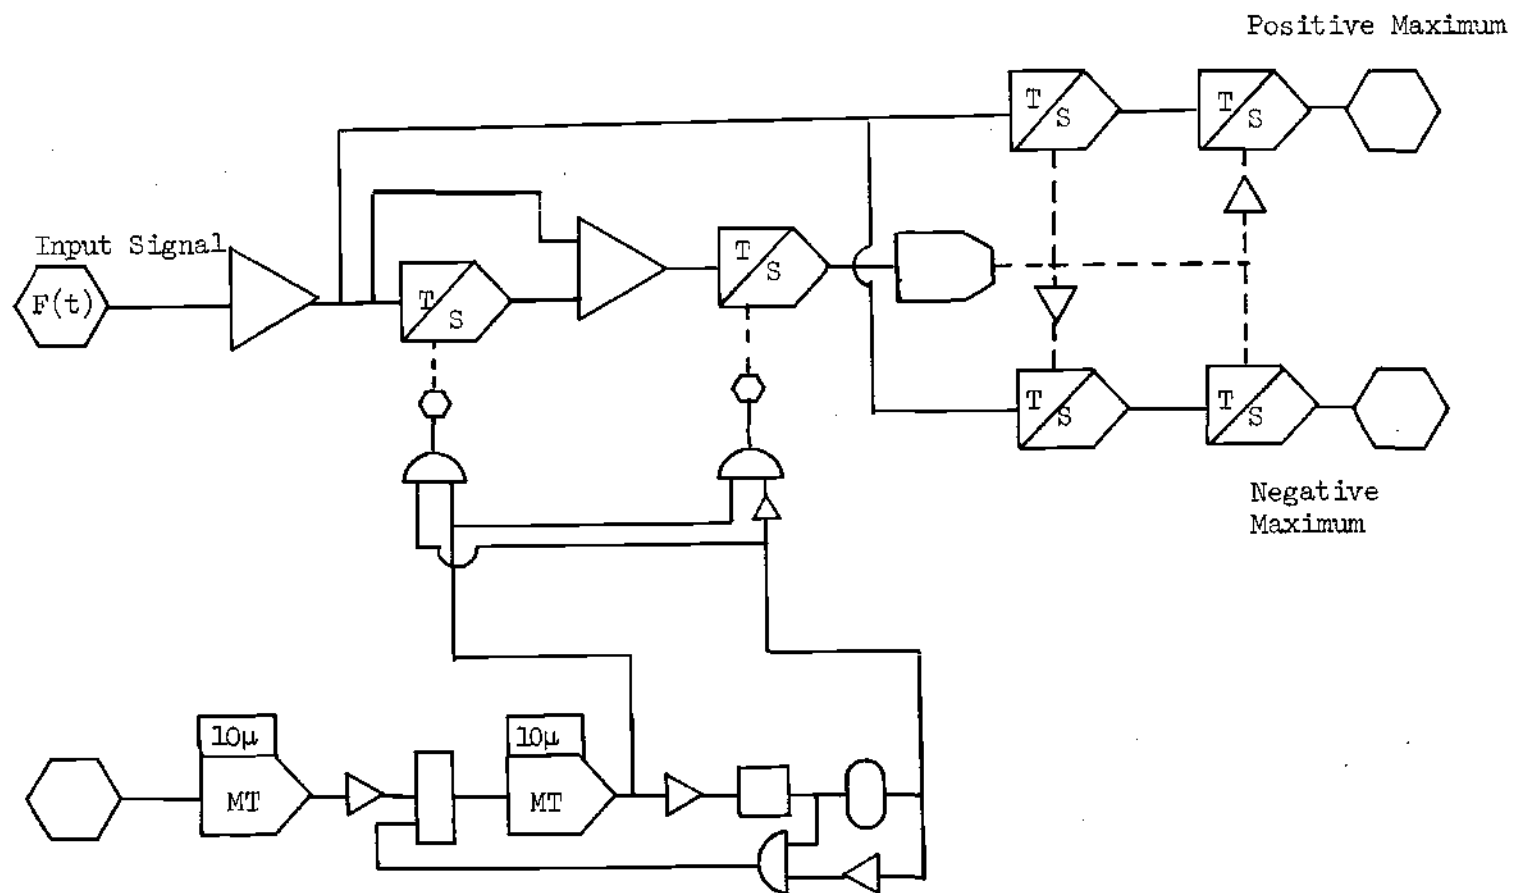 Positive Maximum
T
S
T
S
Input Signal
F(t)
T
S
T
S
T
S
T
S
Negative
Maximum
10μ
MT
10μ
MT